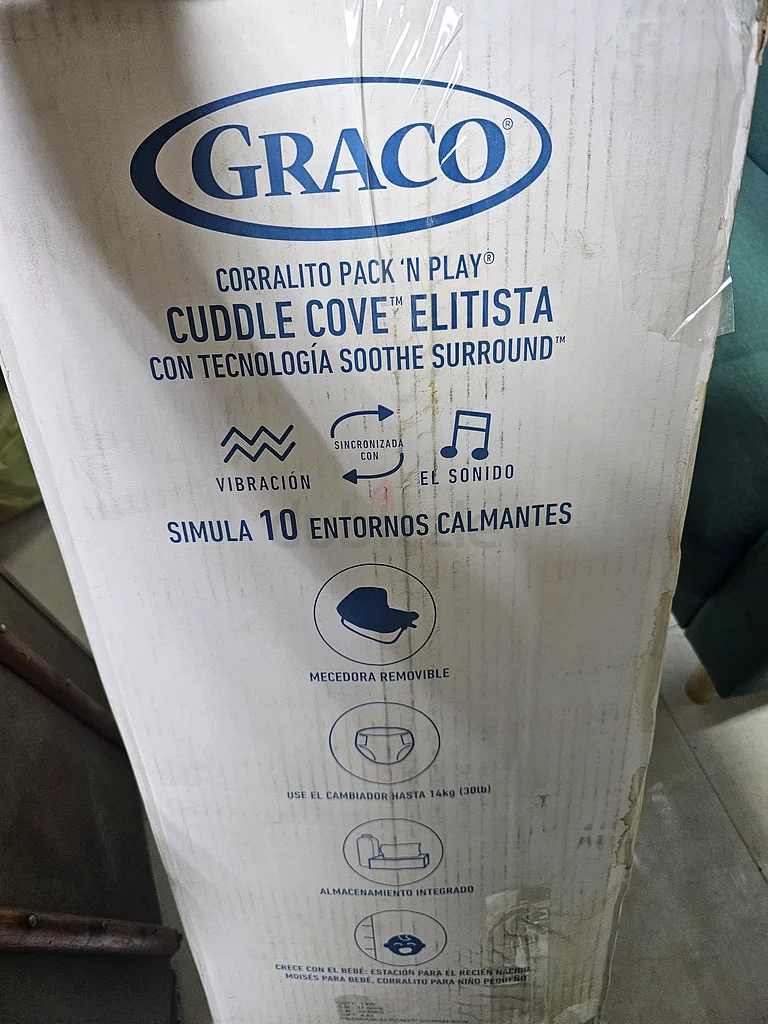 GRACO®
CORRALITO PACK 'N PLAY®
CUDDLE COVE™ ELITISTA
CON TECNOLOGÍA SOOTHE SURROUND™
SINCRONIZADA
CON
VIBRACIÓN
EL SONIDO
SIMULA 10 ENTORNOS CALMANTES
MECEDORA REMOVIBLE
USE EL CAMBIADOR HASTA 14kg (30lb)
ALMACENAMIENTO INTEGRADO
CRECE CON EL BEBÉ: ESTACIÓN PARA EL RECIÉN NACIDO,
MOISÉS PARA BEBÉ, CORRALITO PARA NIÑO PEQUEÑO